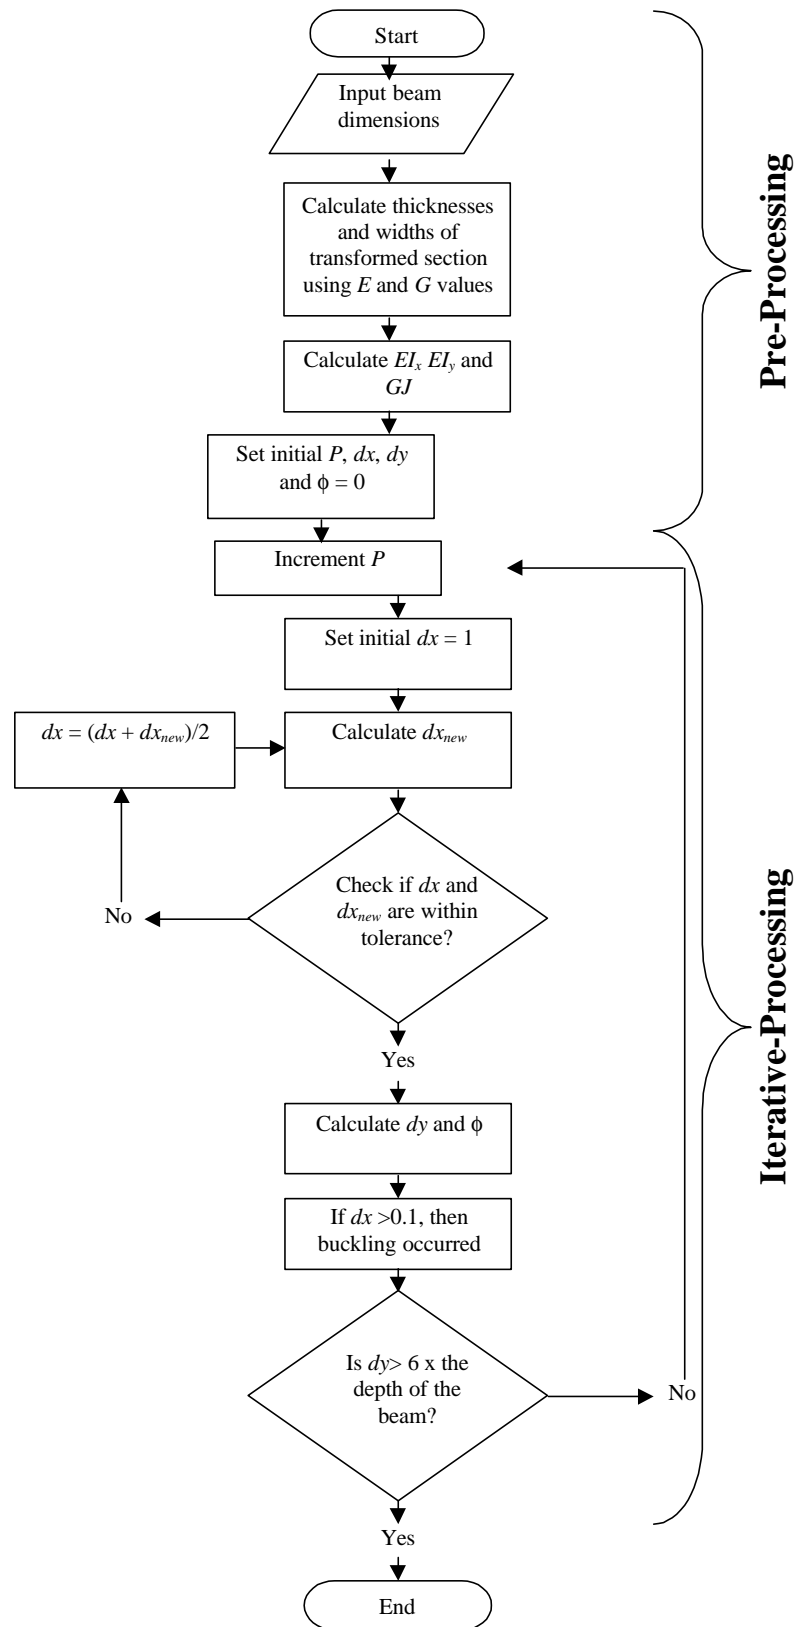 Start
Input beam
dimensions
Calculate thicknesses
and widths of
transformed section
using E and G values
Calculate EIx EIy and
GJ
Set initial P, dx, dy
and ϕ = 0
Increment P
Set initial dx = 1
dx = (dx + dxnew)/2
Calculate dxnew
Check if dx and
dxnew are within
tolerance?
No
Yes
Calculate dy and ϕ
If dx >0.1, then
buckling occurred
Is dy> 6 x the
depth of the
beam?
No
Yes
End
Pre-Processing
Iterative-Processing